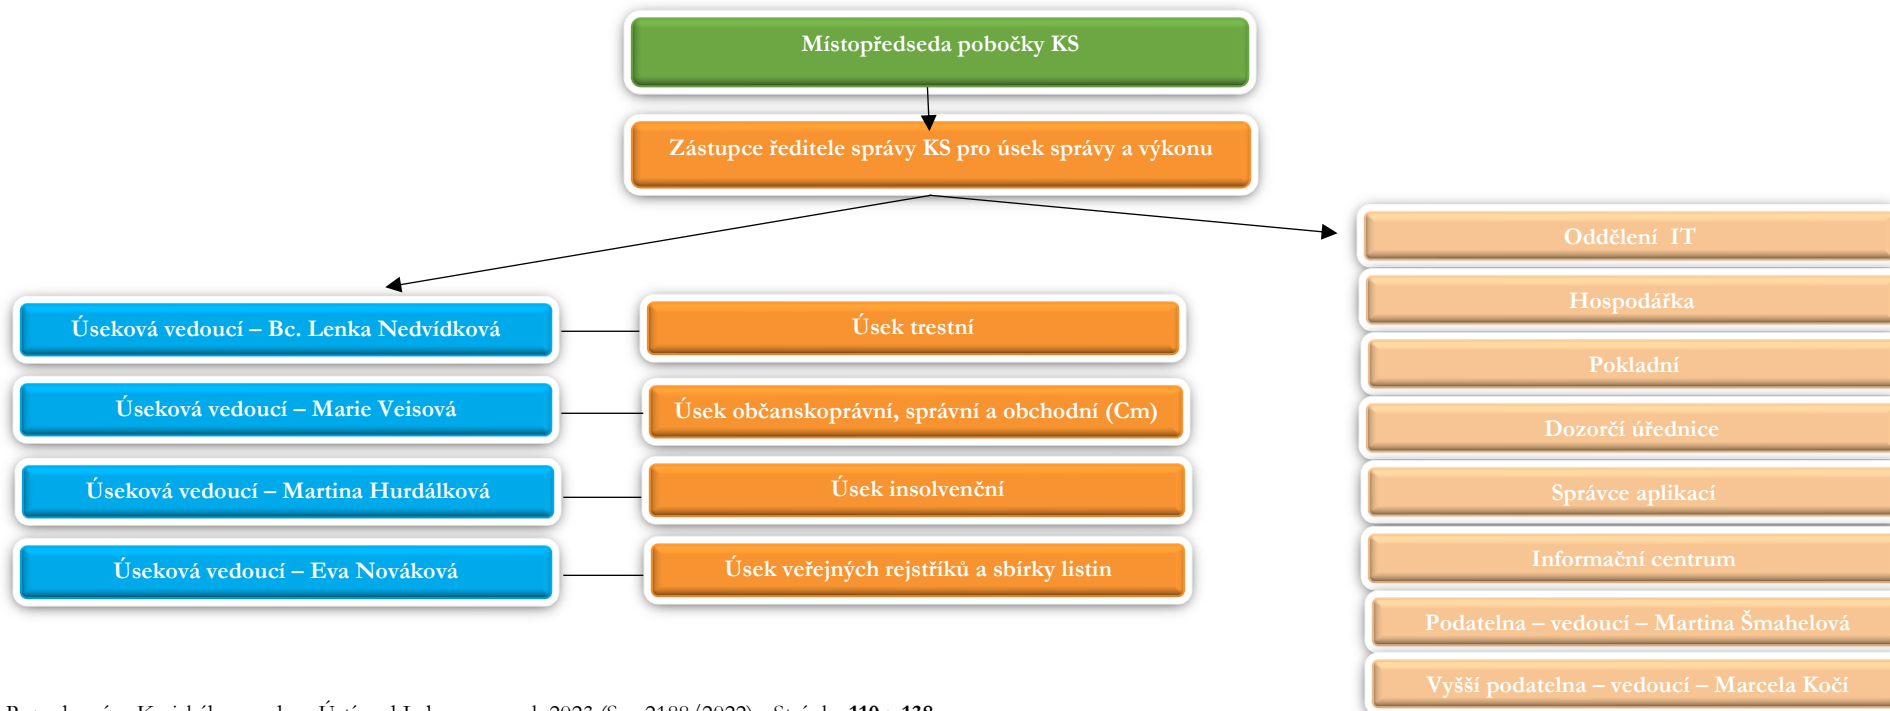 Místopředseda pobočky KS
Zástupce ředitele správy KS pro úsek správy a výkonu
Úseková vedoucí – Bc. Lenka Nedvídková
Úsek trestní
Úseková vedoucí – Marie Veisová
Úsek občanskoprávní, správní a obchodní (Cm)
Úseková vedoucí – Martina Hurdálková
Úsek insolvenční
Úseková vedoucí – Eva Nováková
Úsek veřejných rejstříků a sbírky listin
Oddělení IT
Hospodářka
Pokladní
Dozorčí úřednice
Správce aplikací
Informační centrum
Podatelna – vedoucí – Martina Šmahelová
Vyšší podatelna – vedoucí – Marcela Kočí